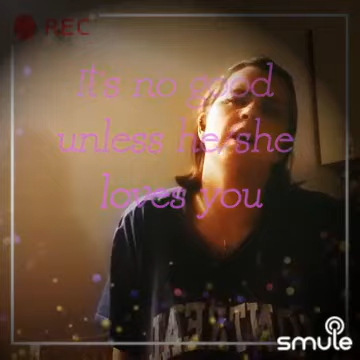 REC
It's no good
unless he/she
loves you
smule